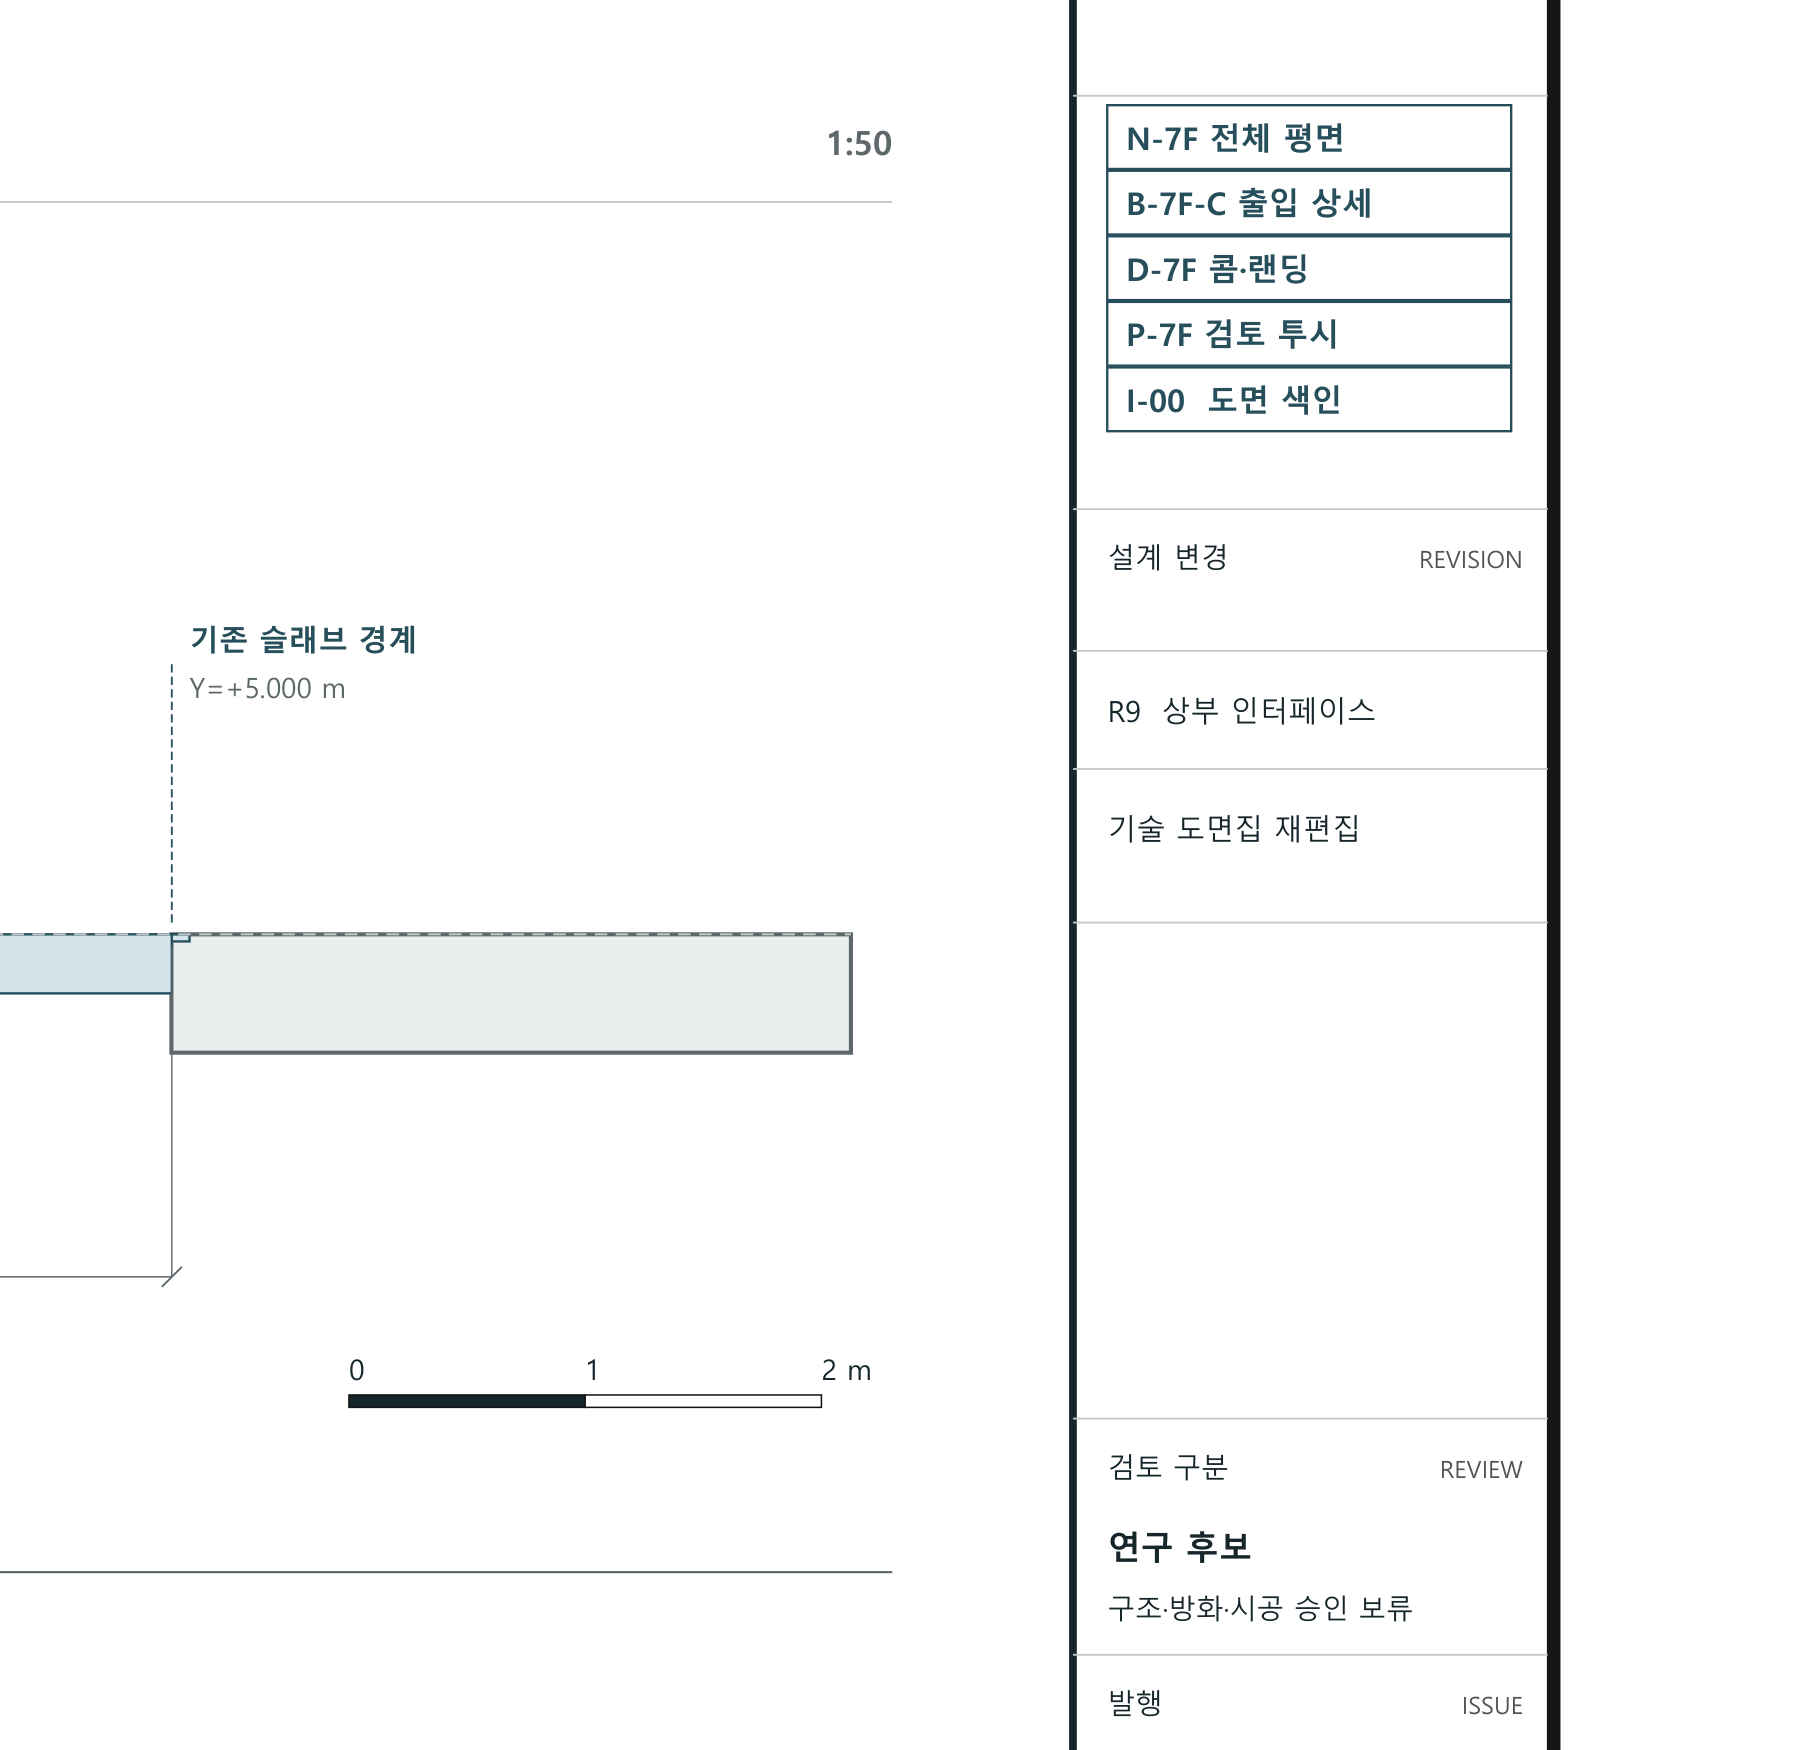 1:50
기존 슬래브 경계
Y=+5.000 m
0 1 2 m
N-7F 전체 평면
B-7F-C 출입 상세
D-7F 콤·랜딩
P-7F 검토 투시
I-00 도면 색인
설계 변경 REVISION
R9 상부 인터페이스
기술 도면집 재편집
검토 구분 REVIEW
연구 후보
구조·방화·시공 승인 보류
발행 ISSUE